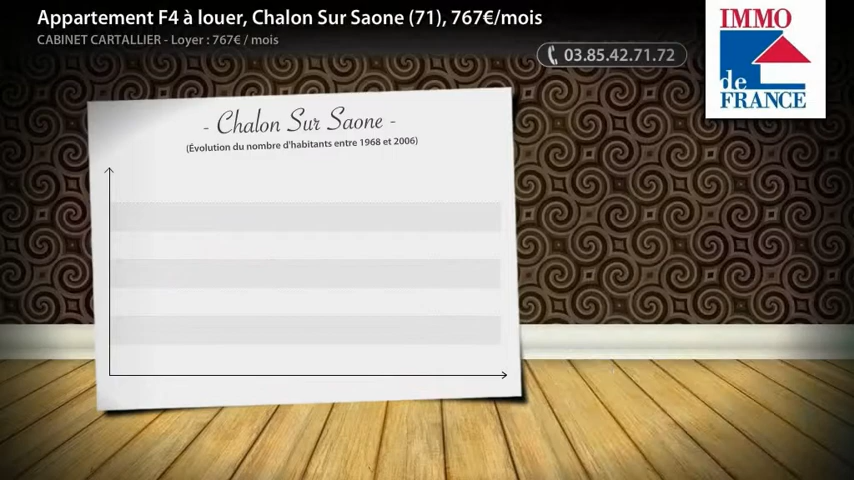 Appartement F4 à louer, Chalon Sur Saone (71), 767€/mois
CABINET CARTALLIER - Loyer : 767€ / mois
03.85.42.71.72
IMMO
de
FRANCE
- Chalon Sur Saone -
(Évolution du nombre d'habitants entre 1968 et 2006)